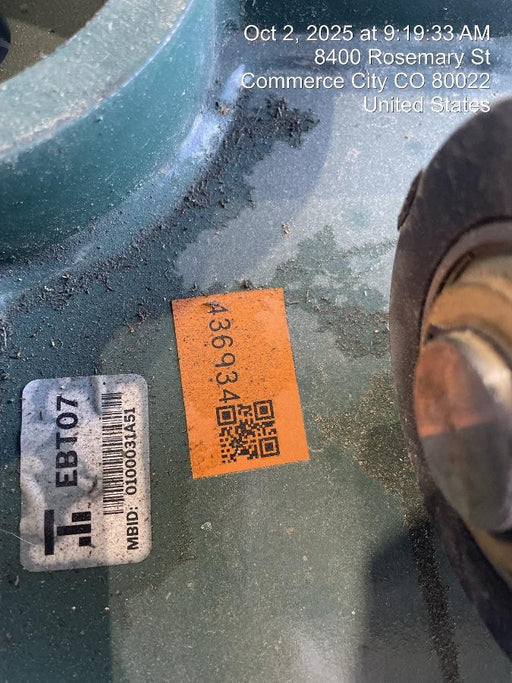 Oct 2, 2025 at 9:19:33 AM
8400 Rosemary St
Commerce City CO 80022
United States
A36934
EBT07
MBID: 0100031A51